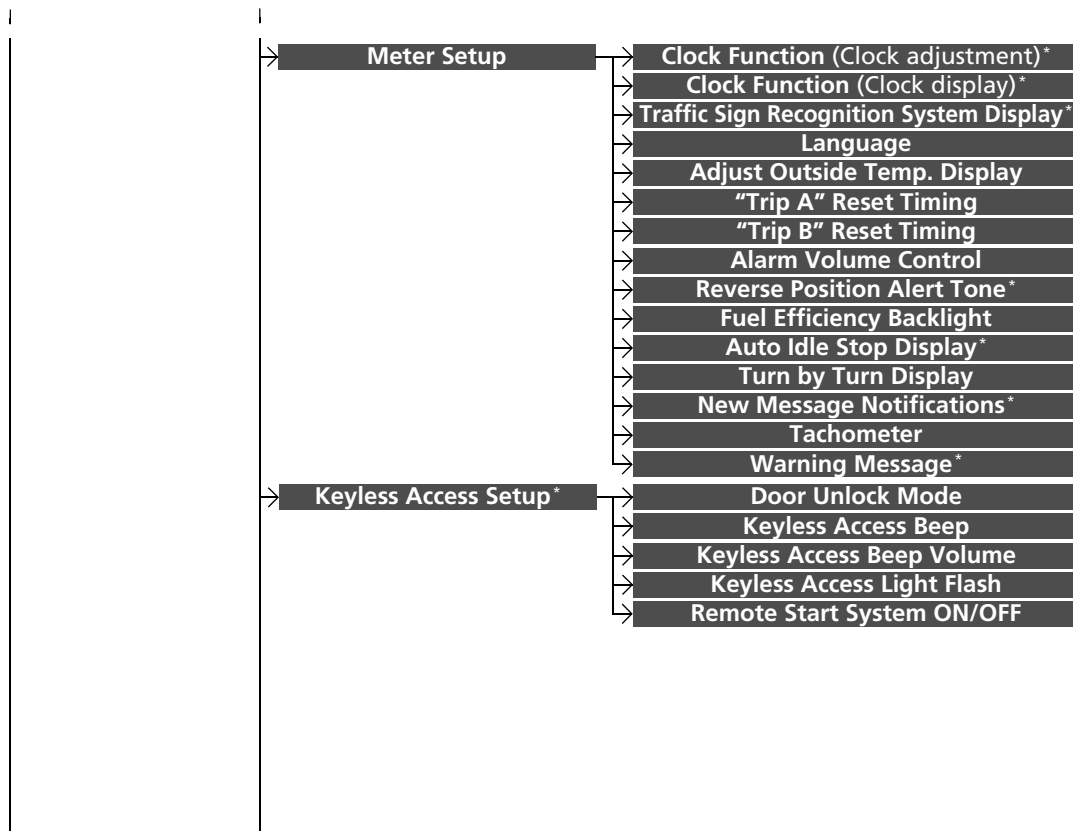 Meter Setup
Clock Function (Clock adjustment)*
Clock Function (Clock display)*
Traffic Sign Recognition System Display*
Language
Adjust Outside Temp. Display
“Trip A” Reset Timing
“Trip B” Reset Timing
Alarm Volume Control
Reverse Position Alert Tone*
Fuel Efficiency Backlight
Auto Idle Stop Display*
Turn by Turn Display
New Message Notifications*
Tachometer
Warning Message*
Keyless Access Setup*
Door Unlock Mode
Keyless Access Beep
Keyless Access Beep Volume
Keyless Access Light Flash
Remote Start System ON/OFF